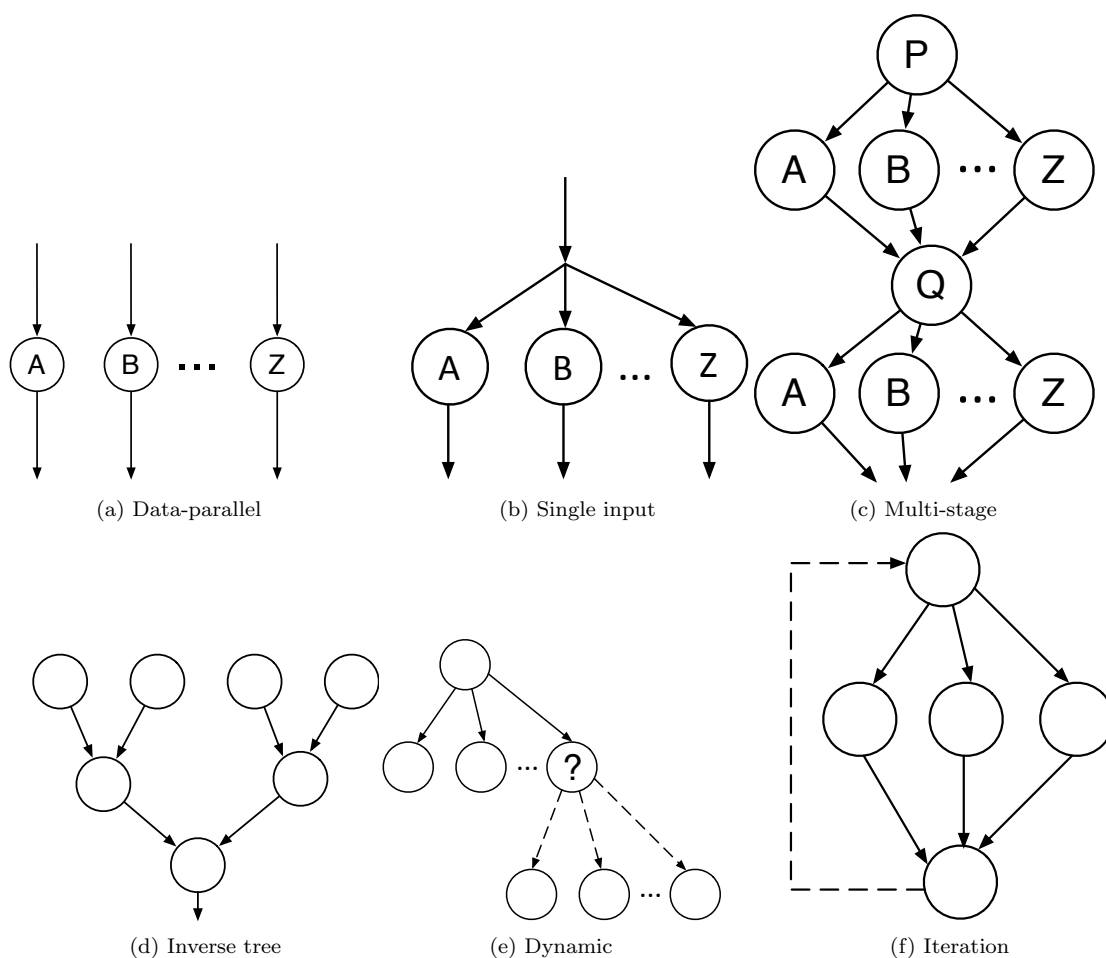 A B ... Z
(a) Data-parallel
A B ... Z
(b) Single input
P
A B ... Z
Q
A B ... Z
(c) Multi-stage
(d) Inverse tree
... ?
...
(e) Dynamic
(f) Iteration